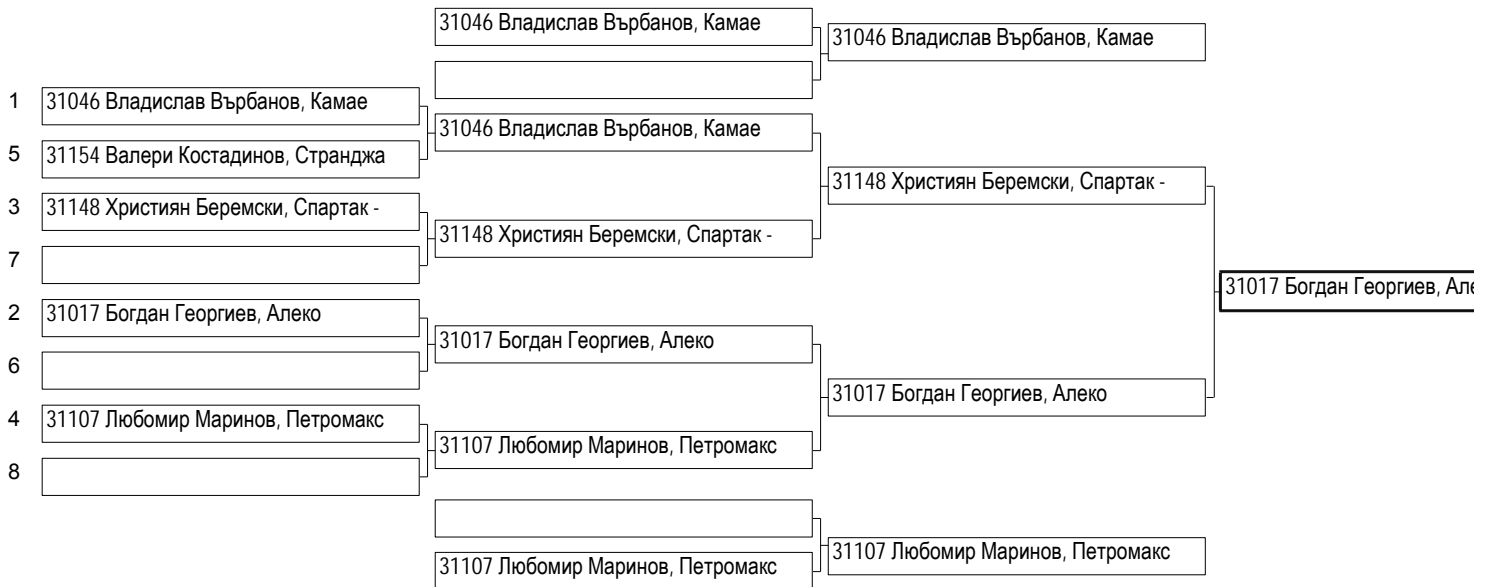 31046 Владислав Върбанов, Камае
31046 Владислав Върбанов, Камае
1 31046 Владислав Върбанов, Камае
31046 Владислав Върбанов, Камае
5 31154 Валери Костадинов, Странджа
31148 Християн Беремски, Спартак -
3 31148 Християн Беремски, Спартак -
31148 Християн Беремски, Спартак -
7
31017 Богдан Георгиев, Але
2 31017 Богдан Георгиев, Алеко
31017 Богдан Георгиев, Алеко
6
31017 Богдан Георгиев, Алеко
4 31107 Любомир Маринов, Петромакс
31107 Любомир Маринов, Петромакс
8
31107 Любомир Маринов, Петромакс
31107 Любомир Маринов, Петромакс